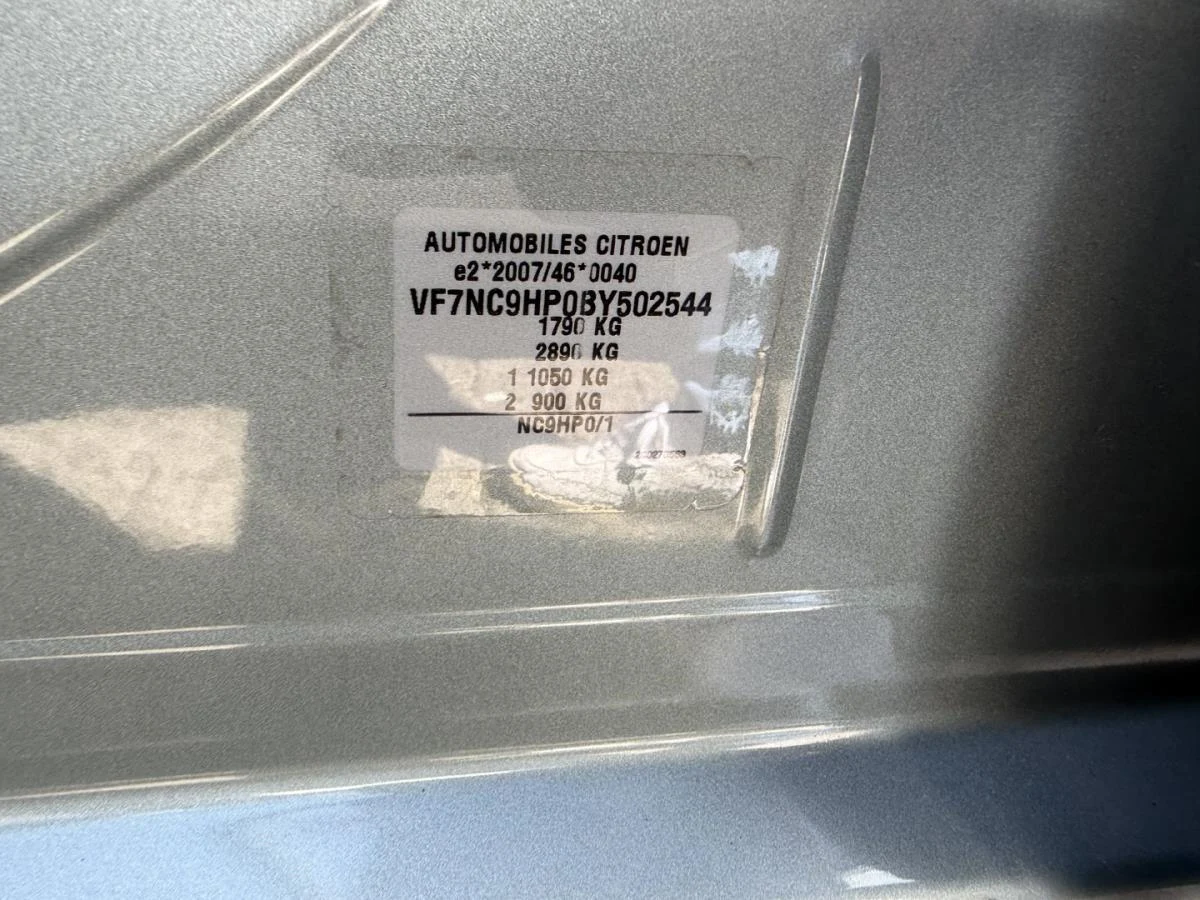 AUTOMOBILES CITROEN
e2*2007/46*0040
VF7NC9HP0BY502544
1790 KG
2890 KG
1 1050 KG
2 900 KG
NC9HP0/1